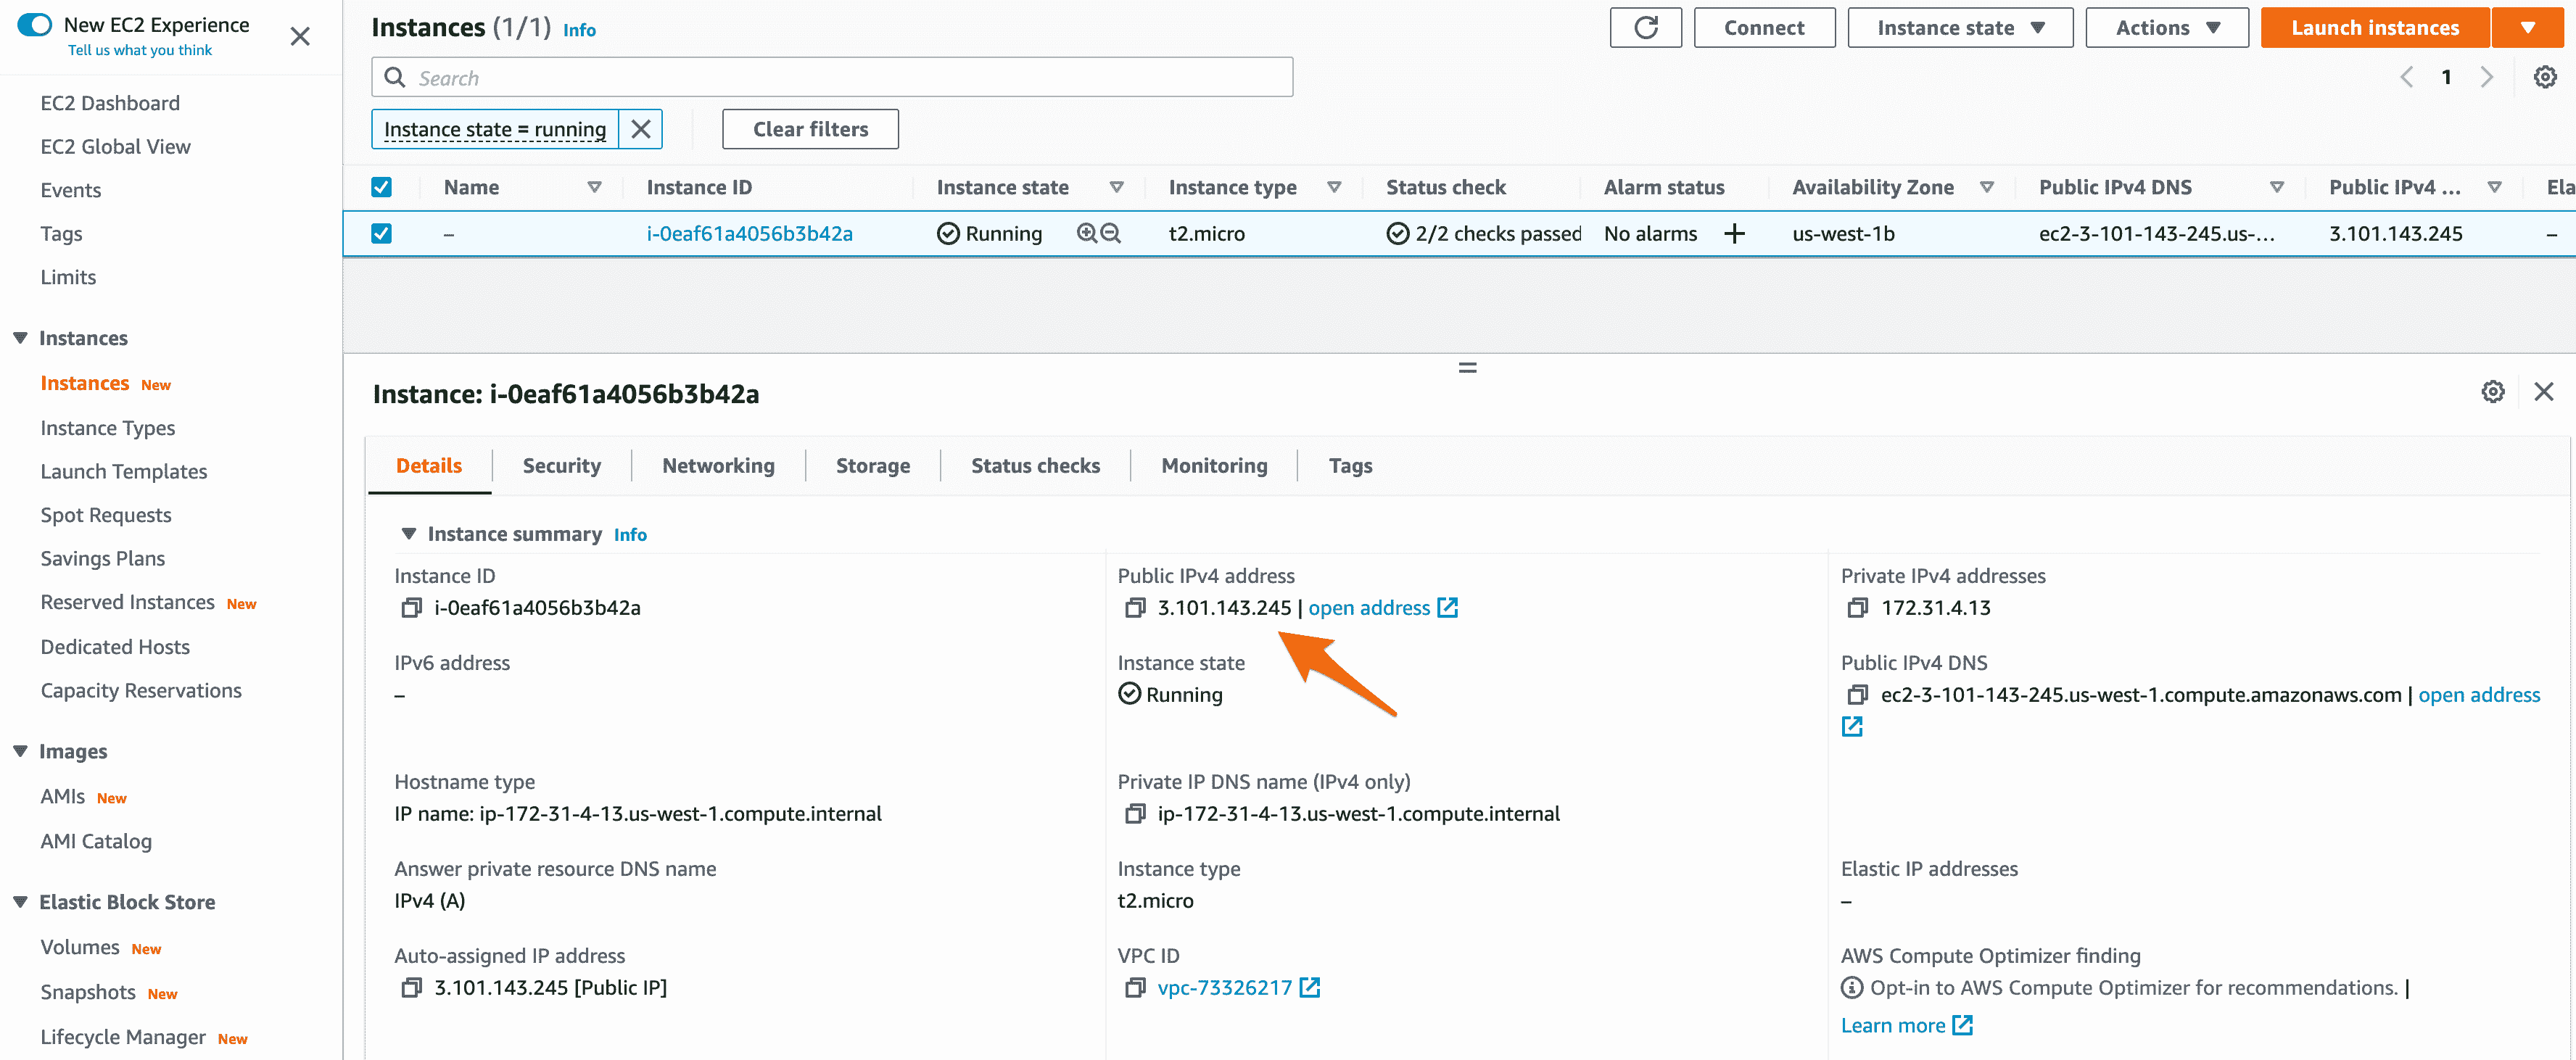 New EC2 Experience
Tell us what you think
EC2 Dashboard
EC2 Global View
Events
Tags
Limits
Instances
Instances New
Instance Types
Launch Templates
Spot Requests
Savings Plans
Reserved Instances New
Dedicated Hosts
Capacity Reservations
Images
AMIs New
AMI Catalog
Elastic Block Store
Volumes New
Snapshots New
Lifecycle Manager New
Instances (1/1) Info
Connect
Instance state
Actions
Launch instances
Search
1
Instance state = running
Clear filters
Name Instance ID Instance state Instance type Status check Alarm status Availability Zone Public IPv4 DNS Public IPv4 ... Ela
– i-0eaf61a4056b3b42a Running t2.micro 2/2 checks passed No alarms + us-west-1b ec2-3-101-143-245.us-... 3.101.143.245 –
Instance: i-0eaf61a4056b3b42a
Details Security Networking Storage Status checks Monitoring Tags
Instance summary Info
Instance ID
i-0eaf61a4056b3b42a
Public IPv4 address
3.101.143.245 | open address
Private IPv4 addresses
172.31.4.13
IPv6 address
–
Instance state
Running
Public IPv4 DNS
ec2-3-101-143-245.us-west-1.compute.amazonaws.com | open address
Hostname type
IP name: ip-172-31-4-13.us-west-1.compute.internal
Private IP DNS name (IPv4 only)
ip-172-31-4-13.us-west-1.compute.internal
Answer private resource DNS name
IPv4 (A)
Instance type
t2.micro
Elastic IP addresses
–
Auto-assigned IP address
3.101.143.245 [Public IP]
VPC ID
vpc-73326217
AWS Compute Optimizer finding
Opt-in to AWS Compute Optimizer for recommendations. |
Learn more